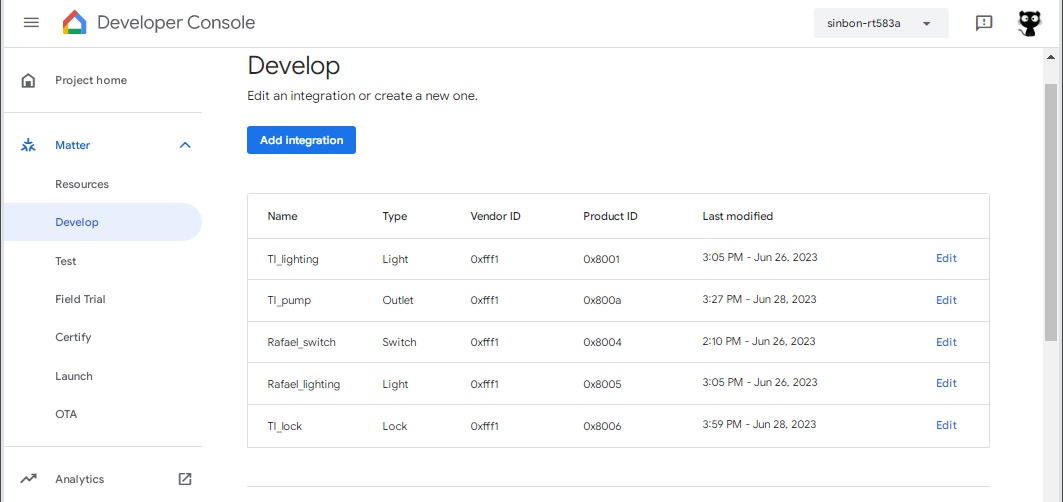 Developer Console
sinbon-rt583a
Project home
Matter
Resources
Develop
Test
Field Trial
Certify
Launch
OTA
Analytics
Develop
Edit an integration or create a new one.
Add integration
Name Type Vendor ID Product ID Last modified
TI_lighting Light 0xfff1 0x8001 3:05 PM - Jun 26, 2023 Edit
TI_pump Outlet 0xfff1 0x800a 3:27 PM - Jun 28, 2023 Edit
Rafael_switch Switch 0xfff1 0x8004 2:10 PM - Jun 26, 2023 Edit
Rafael_lighting Light 0xfff1 0x8005 3:05 PM - Jun 26, 2023 Edit
TI_lock Lock 0xfff1 0x8006 3:59 PM - Jun 28, 2023 Edit